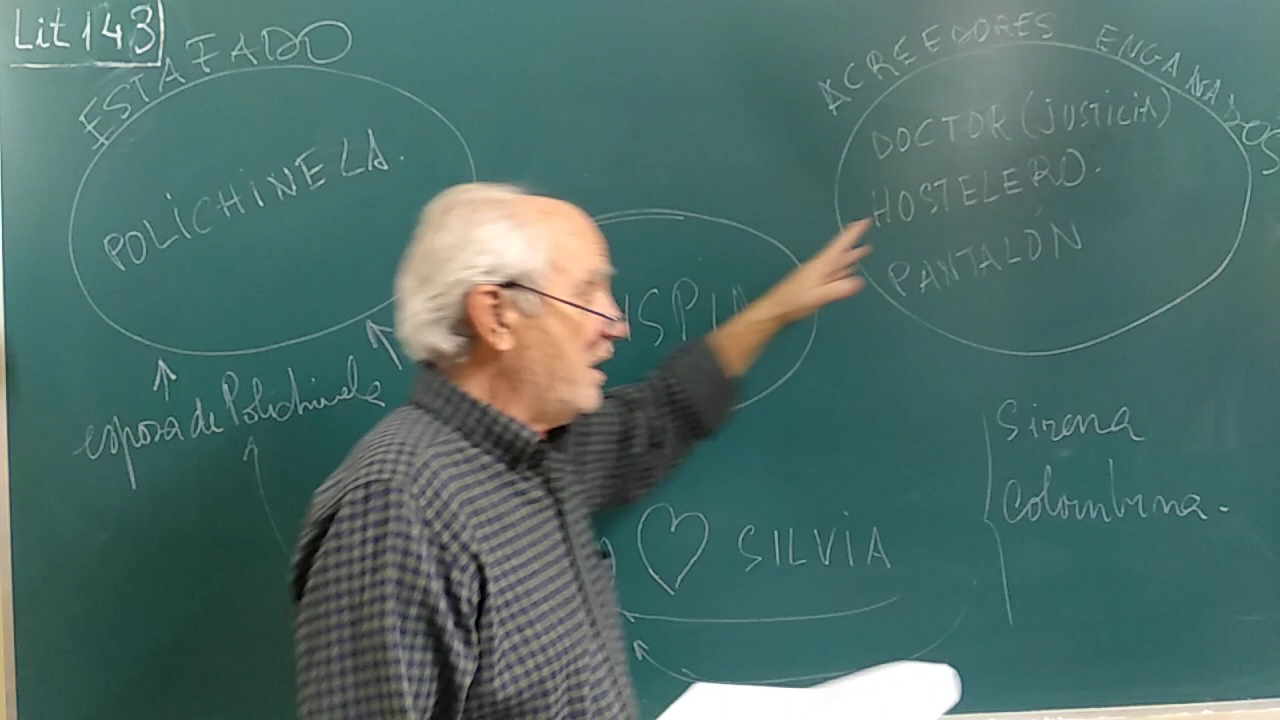 Lit 143
ESTAFADO
POLICHINELA.
esposa de Polichinela
ACREEDORES ENGAÑADOS
DOCTOR (JUSTICIA)
HOSTELERO.
PANTALÓN
SILVIA
Sirena
Colombina.